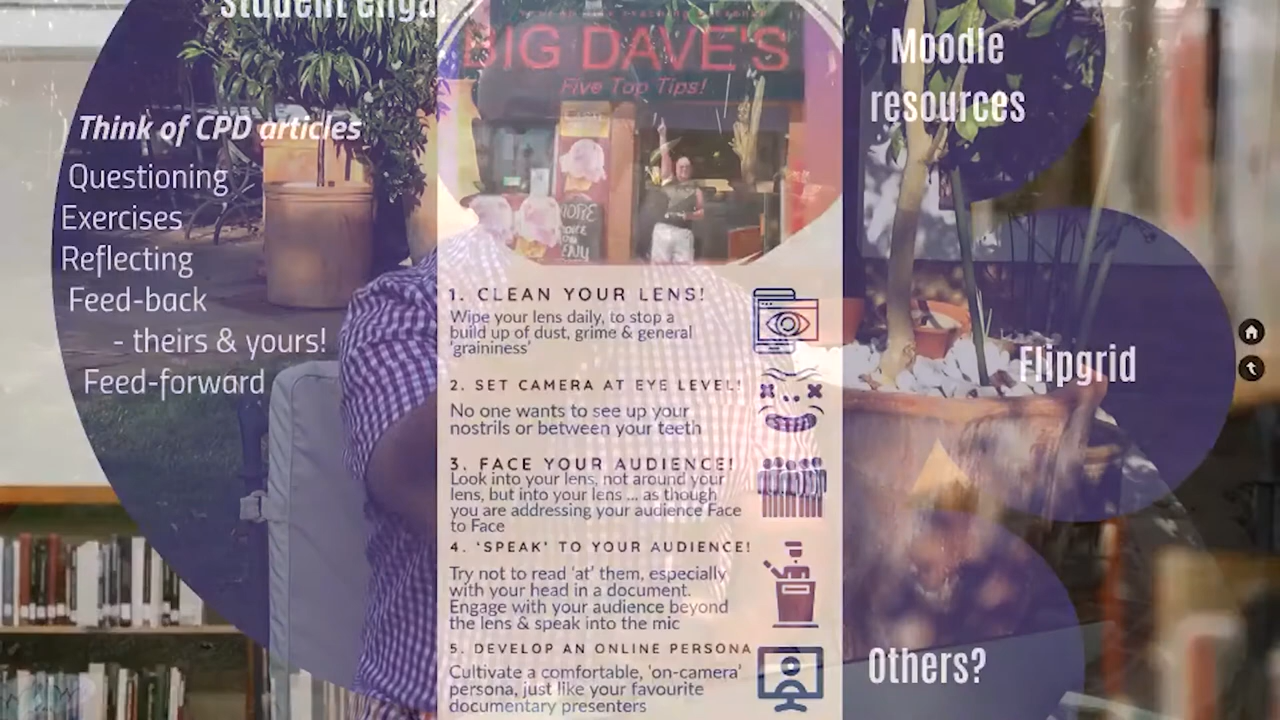 student enga
Think of CPD articles
Questioning
Exercises
Reflecting
Feed-back
- theirs & yours!
Feed-forward
BIG DAVE'S
Five Top Tips!
1. CLEAN YOUR LENS!
Wipe your lens daily, to stop a
build up of dust, grime & general
'graininess'
2. SET CAMERA AT EYE LEVEL!
No one wants to see up your
nostrils or between your teeth
3. FACE YOUR AUDIENCE!
Look into your lens, not around your
lens, but into your lens ... as though
you are addressing your audience Face
to Face
4. 'SPEAK' TO YOUR AUDIENCE!
Try not to read 'at' them, especially
with your head in a document.
Engage with your audience beyond
the lens & speak into the mic
5. DEVELOP AN ONLINE PERSONA
Cultivate a comfortable, 'on-camera'
persona, just like your favourite
documentary presenters
Moodle
resources
Flipgrid
Others?